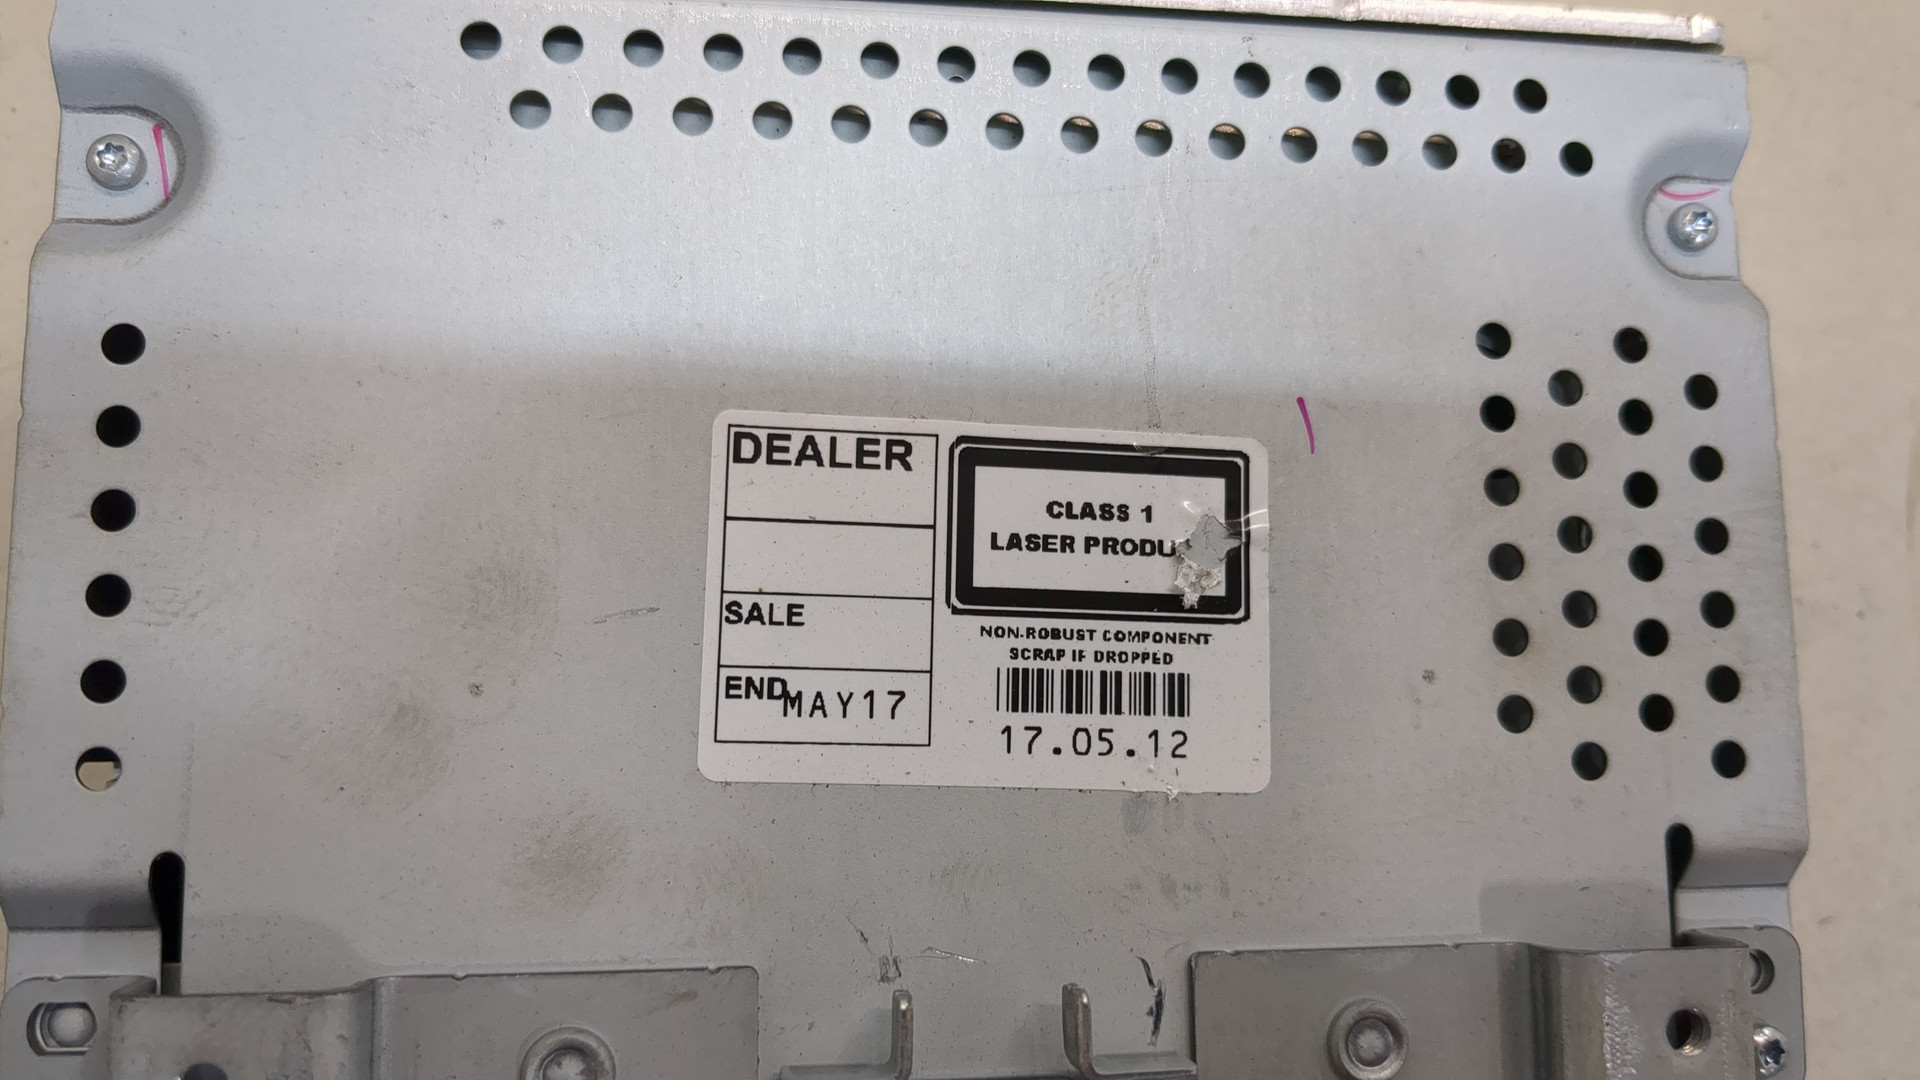 DEALER
SALE
END MAY17
CLASS 1
LASER PRODU
NON-ROBUST COMPONENT
SCRAP IF DROPPED
17.05.12